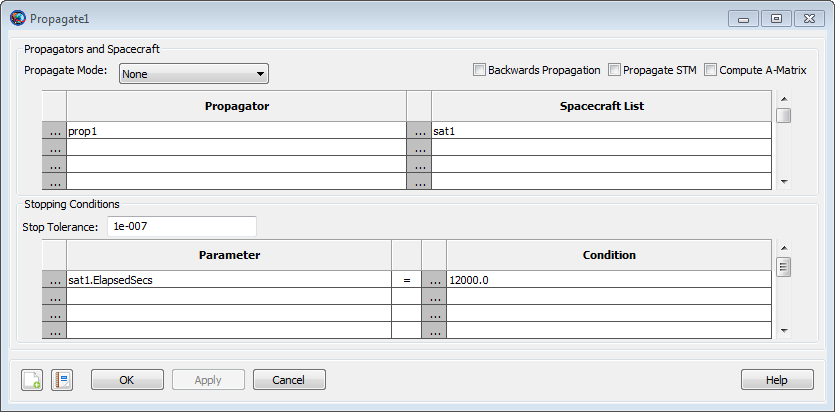 Propagate1
Propagators and Spacecraft
Propagate Mode: None Backwards Propagation Propagate STM Compute A-Matrix
Propagator Spacecraft List
... prop1 ... sat1
... ...
... ...
... ...
Stopping Conditions
Stop Tolerance: 1e-007
Parameter Condition
... sat1.ElapsedSecs = ... 12000.0
... ...
... ...
... ...
OK Apply Cancel Help